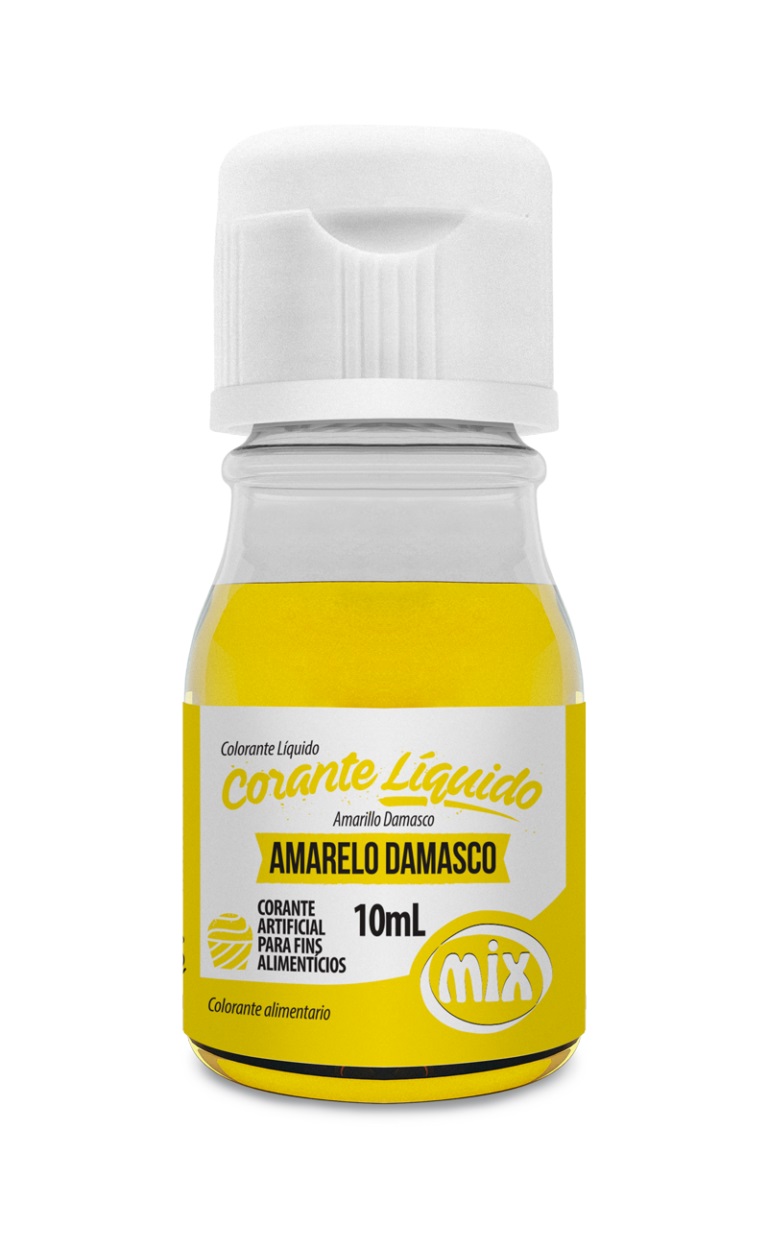 Colorante Líquido
Corante Líquido
Amarillo Damasco
AMARELO DAMASCO
CORANTE
ARTIFICIAL
PARA FINS
ALIMENTÍCIOS
10mL
mix
Colorante alimentario